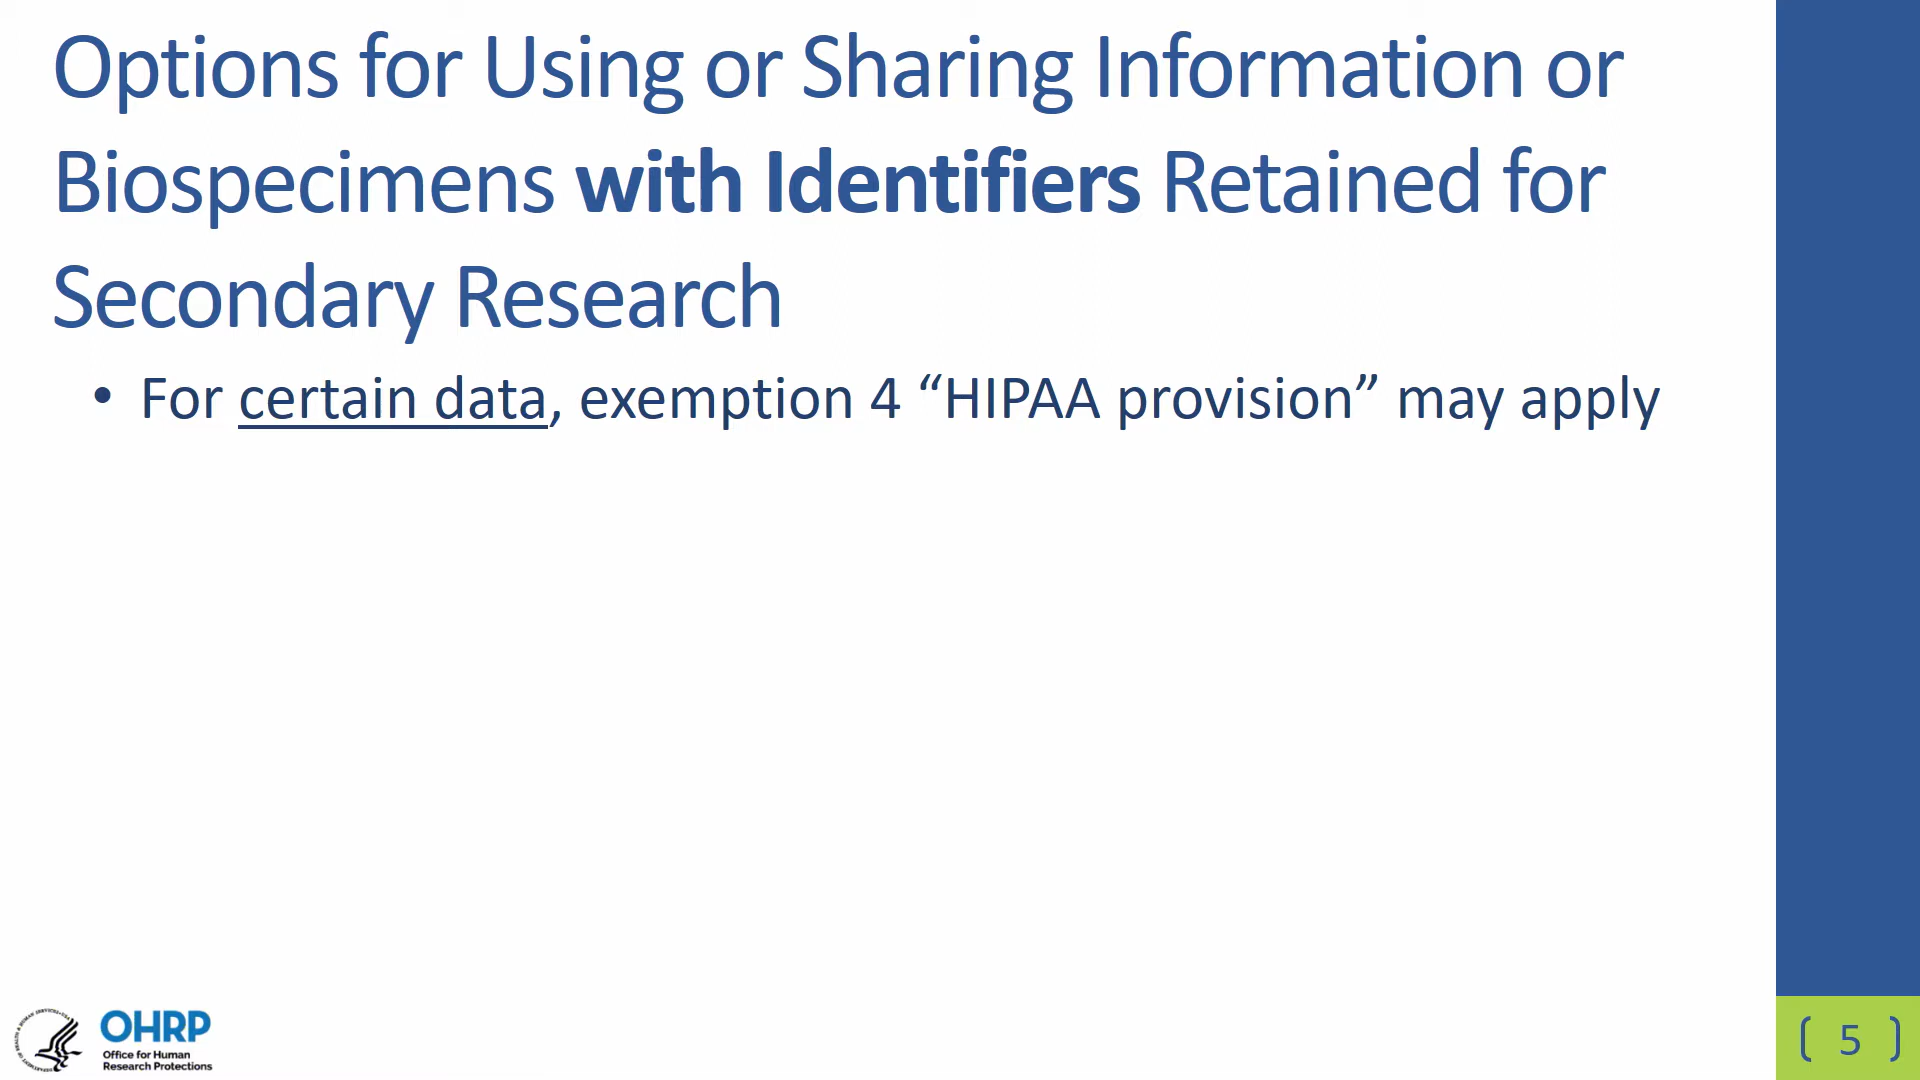 Options for Using or Sharing Information or
Biospecimens with Identifiers Retained for
Secondary Research
• For certain data, exemption 4 “HIPAA provision” may apply
OHRP
Office for Human
Research Protections
5